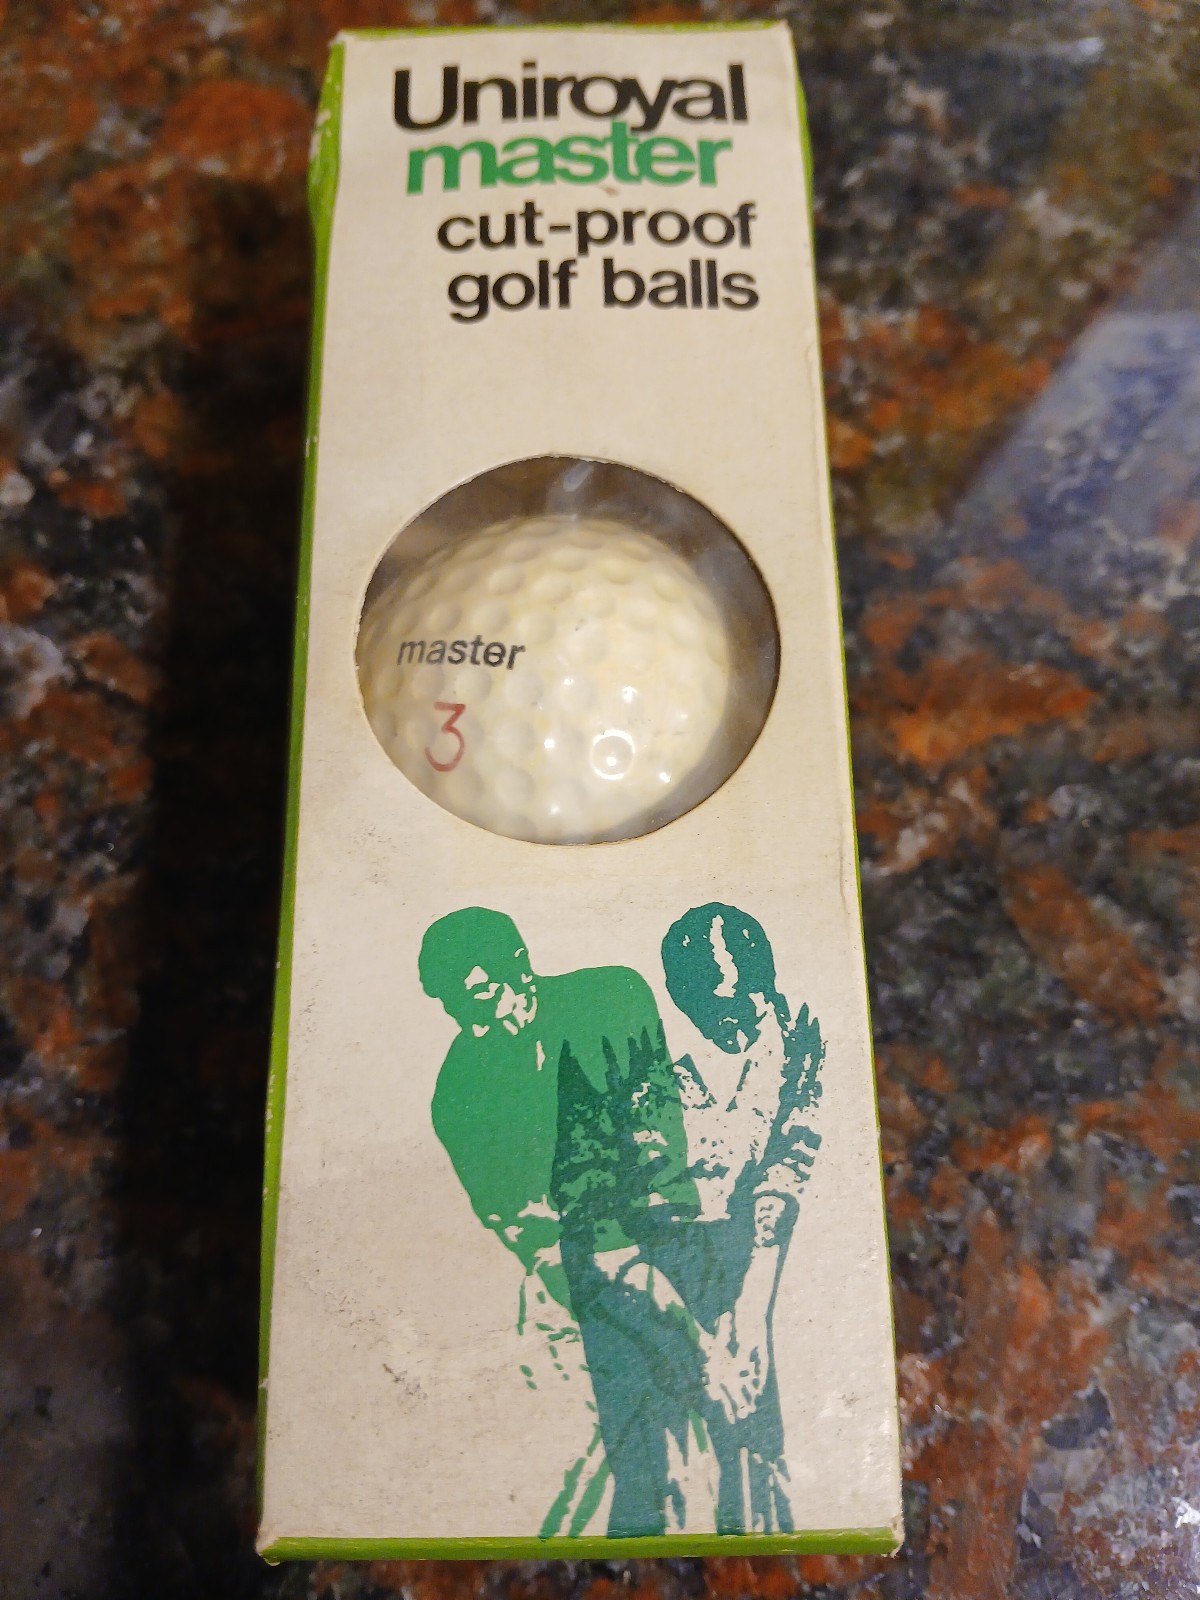 Uniroyal
master
cut-proof
golf balls
master
3